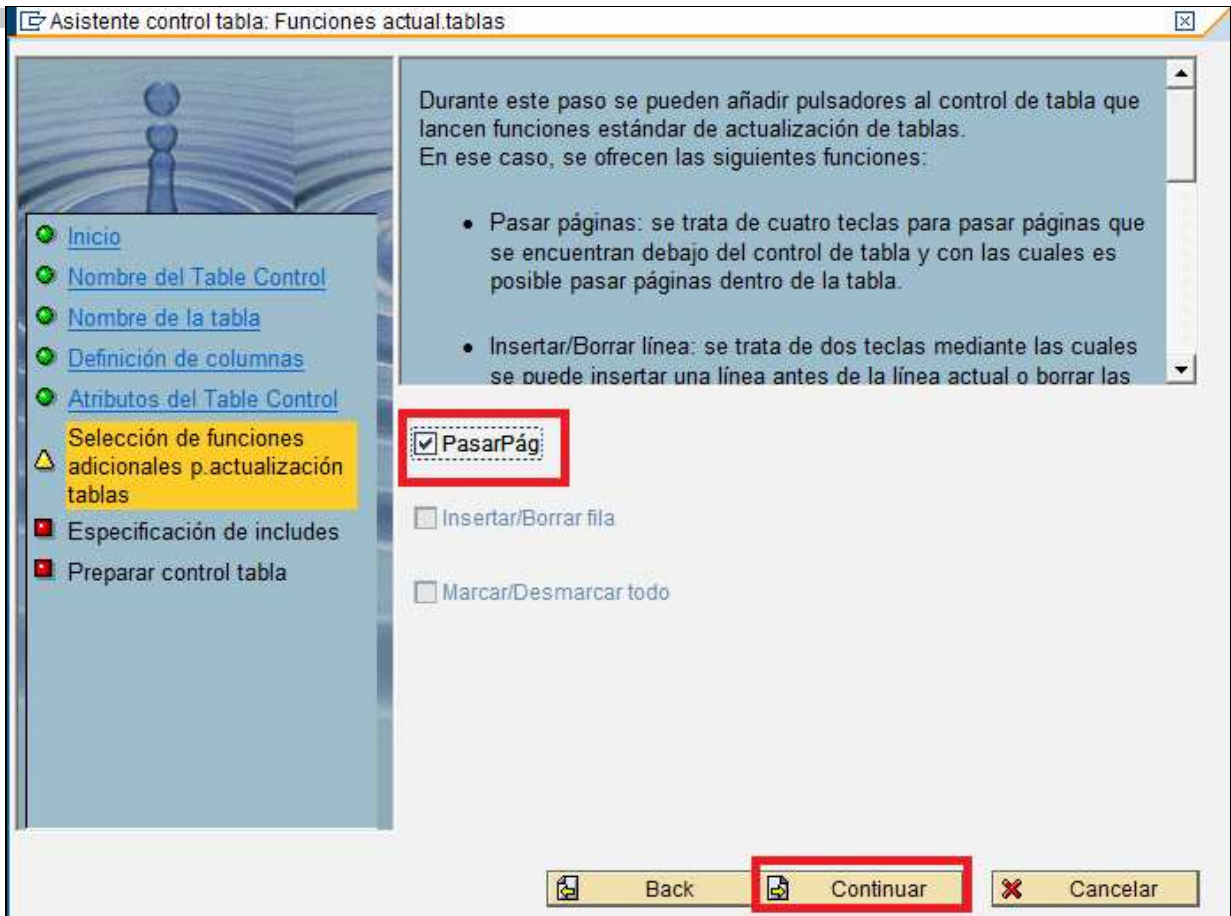 Asistente control tabla: Funciones actual.tablas
Durante este paso se pueden añadir pulsadores al control de tabla que
lancen funciones estándar de actualización de tablas.
En ese caso, se ofrecen las siguientes funciones:
• Pasar páginas: se trata de cuatro teclas para pasar páginas que
se encuentran debajo del control de tabla y con las cuales es
posible pasar páginas dentro de la tabla.
• Insertar/Borrar línea: se trata de dos teclas mediante las cuales
se puede insertar una línea antes de la línea actual o borrar las
Inicio
Nombre del Table Control
Nombre de la tabla
Definición de columnas
Atributos del Table Control
Selección de funciones
adicionales p.actualización
tablas
Especificación de includes
Preparar control tabla
PasarPág
Insertar/Borrar fila
Marcar/Desmarcar todo
Back
Continuar
Cancelar